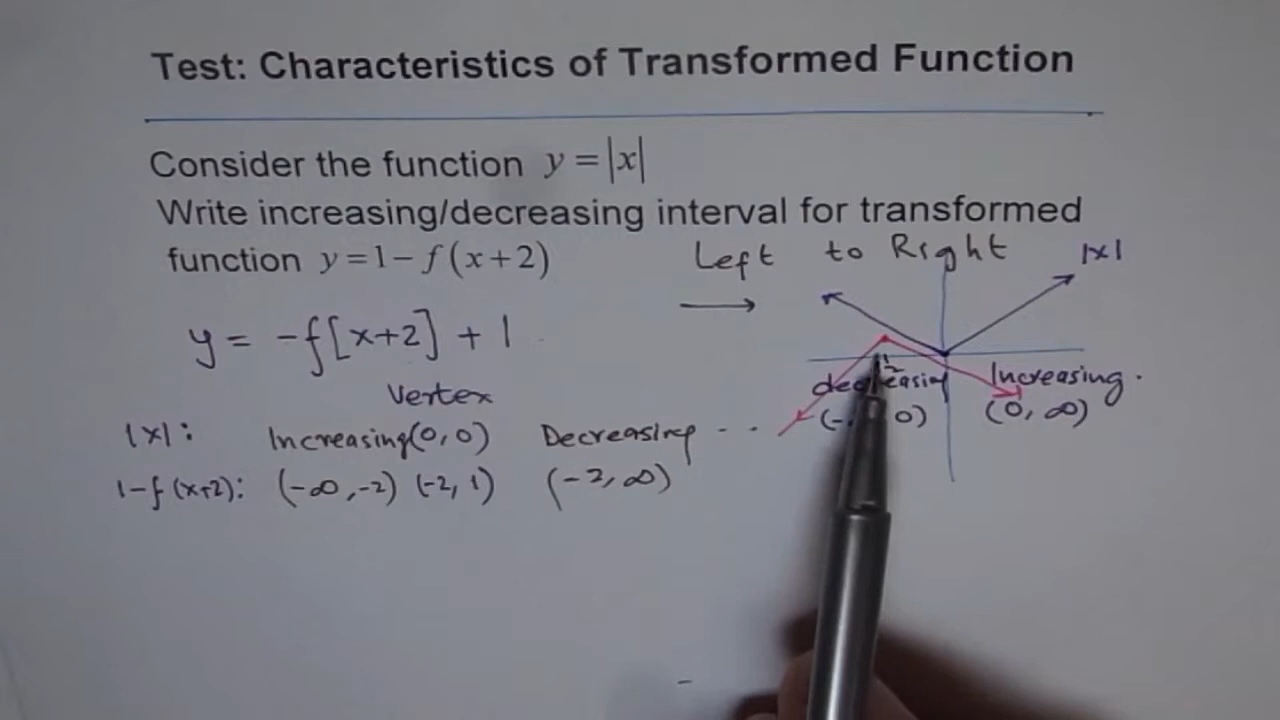 Test: Characteristics of Transformed Function
Consider the function y = |x|
Write increasing/decreasing interval for transformed
function y = 1 − f(x + 2)
Left to Right
|x|
y = -f[x+2] + 1
Vertex
Increasing.
(0, ∞)
|x|: Increasing (0, 0) Decreasing
1-f(x+2): (-∞, -2) (-2, 1) (-2, ∞)